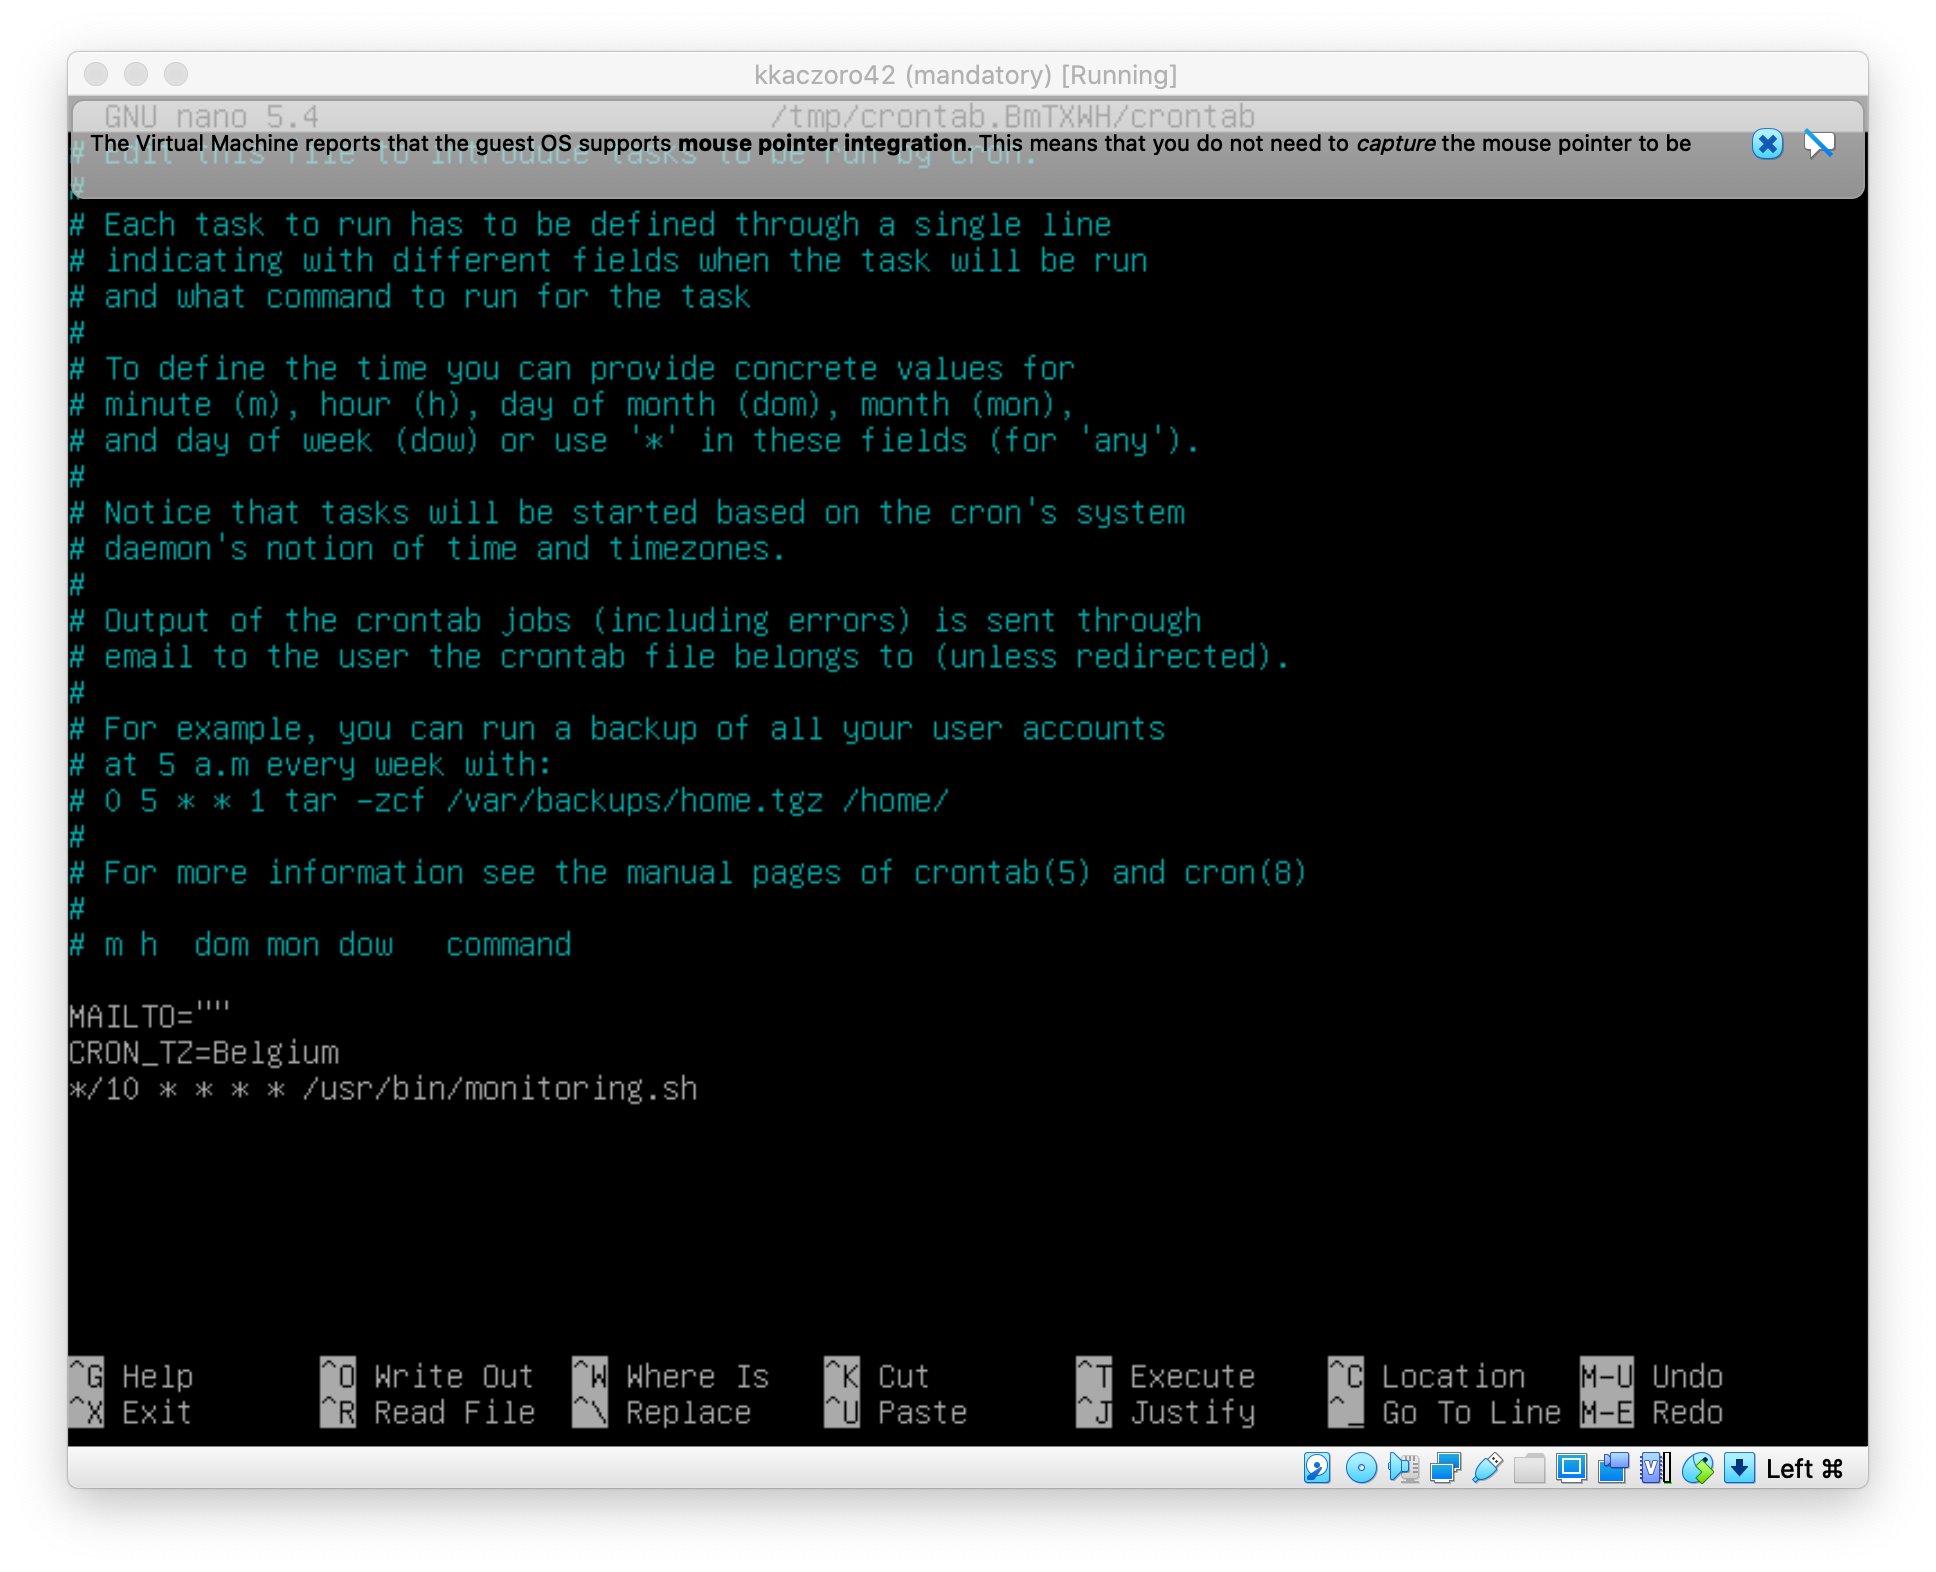 kkaczoro42 (mandatory) [Running]
GNU nano 5.4 /tmp/crontab.BmTXWH/crontab
The Virtual Machine reports that the guest OS supports mouse pointer integration. This means that you do not need to capture the mouse pointer to be
# Edit this file to introduce tasks to be run by cron.
#
# Each task to run has to be defined through a single line
# indicating with different fields when the task will be run
# and what command to run for the task
#
# To define the time you can provide concrete values for
# minute (m), hour (h), day of month (dom), month (mon),
# and day of week (dow) or use '*' in these fields (for 'any').
#
# Notice that tasks will be started based on the cron's system
# daemon's notion of time and timezones.
#
# Output of the crontab jobs (including errors) is sent through
# email to the user the crontab file belongs to (unless redirected).
#
# For example, you can run a backup of all your user accounts
# at 5 a.m every week with:
# 0 5 * * 1 tar -zcf /var/backups/home.tgz /home/
#
# For more information see the manual pages of crontab(5) and cron(8)
#
# m h  dom mon dow   command
MAILTO=""
CRON_TZ=Belgium
*/10 * * * * /usr/bin/monitoring.sh
^G Help ^O Write Out ^W Where Is ^K Cut ^T Execute ^C Location M-U Undo
^X Exit ^R Read File ^\ Replace ^U Paste ^J Justify ^_ Go To Line M-E Redo
Left ⌘